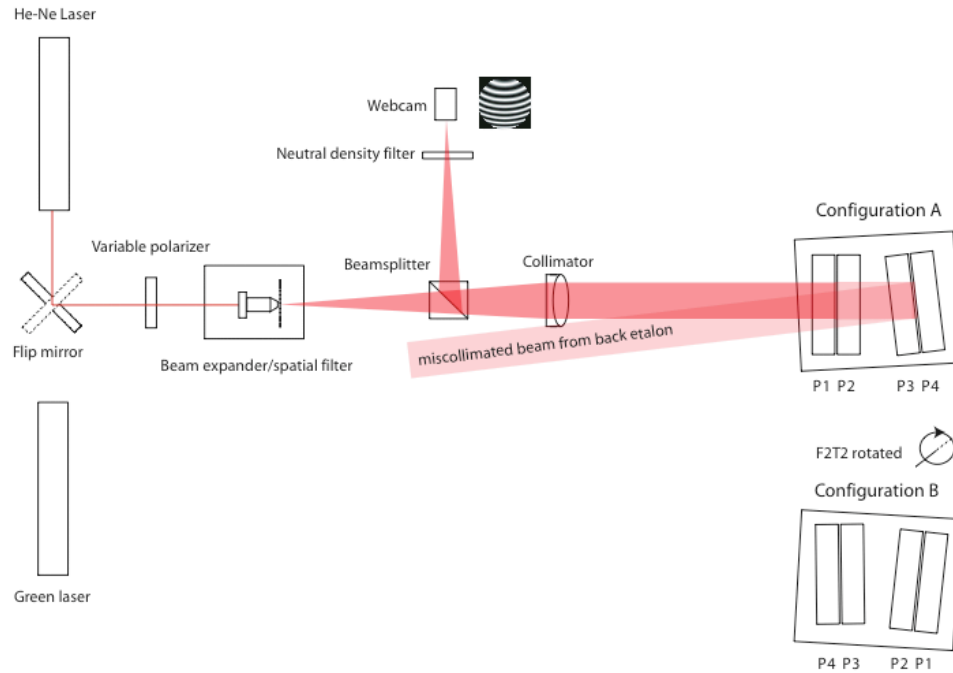 He-Ne Laser
Webcam
Neutral density filter
Configuration A
Variable polarizer
Beamsplitter
Collimator
Flip mirror
Beam expander/spatial filter
miscollimated beam from back etalon
P1 P2
P3 P4
F2T2 rotated
Configuration B
Green laser
P4 P3
P2 P1